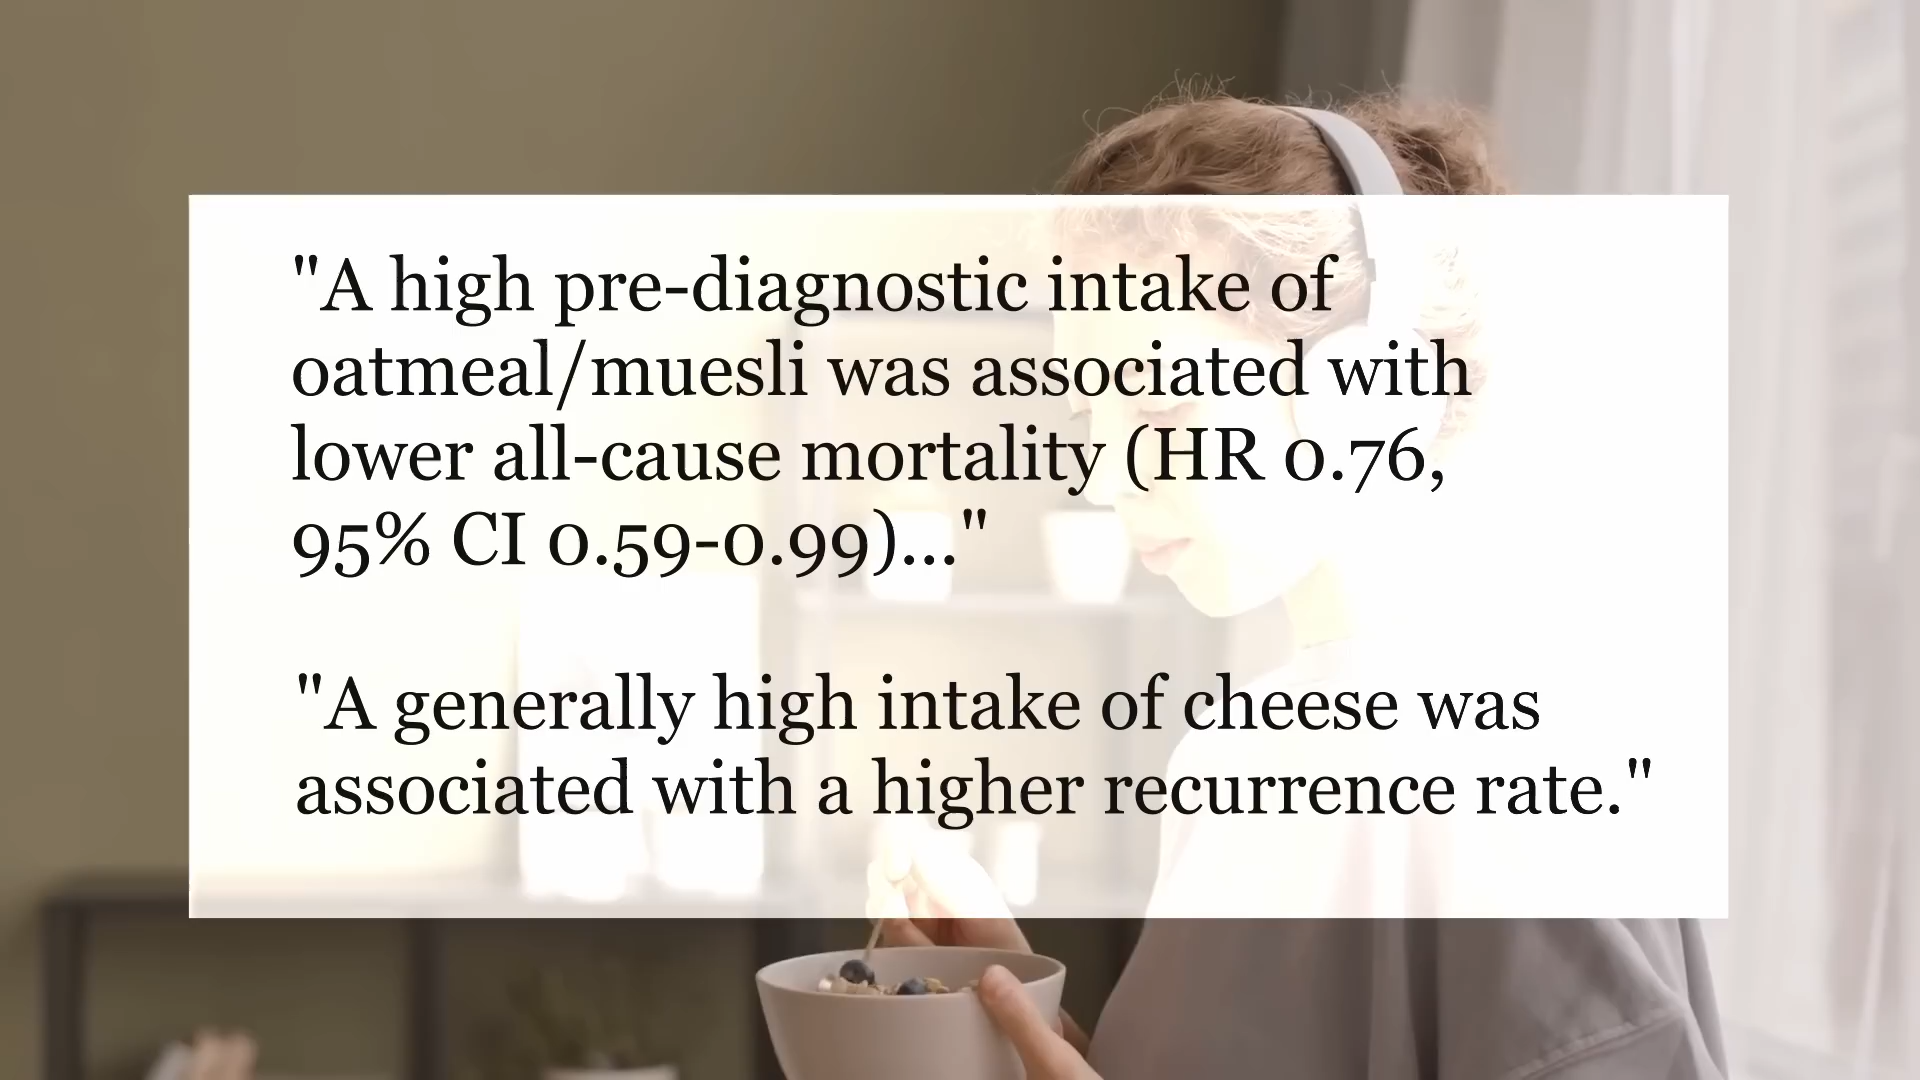 "A high pre-diagnostic intake of
oatmeal/muesli was associated with
lower all-cause mortality (HR 0.76,
95% CI 0.59-0.99)..."
"A generally high intake of cheese was
associated with a higher recurrence rate."